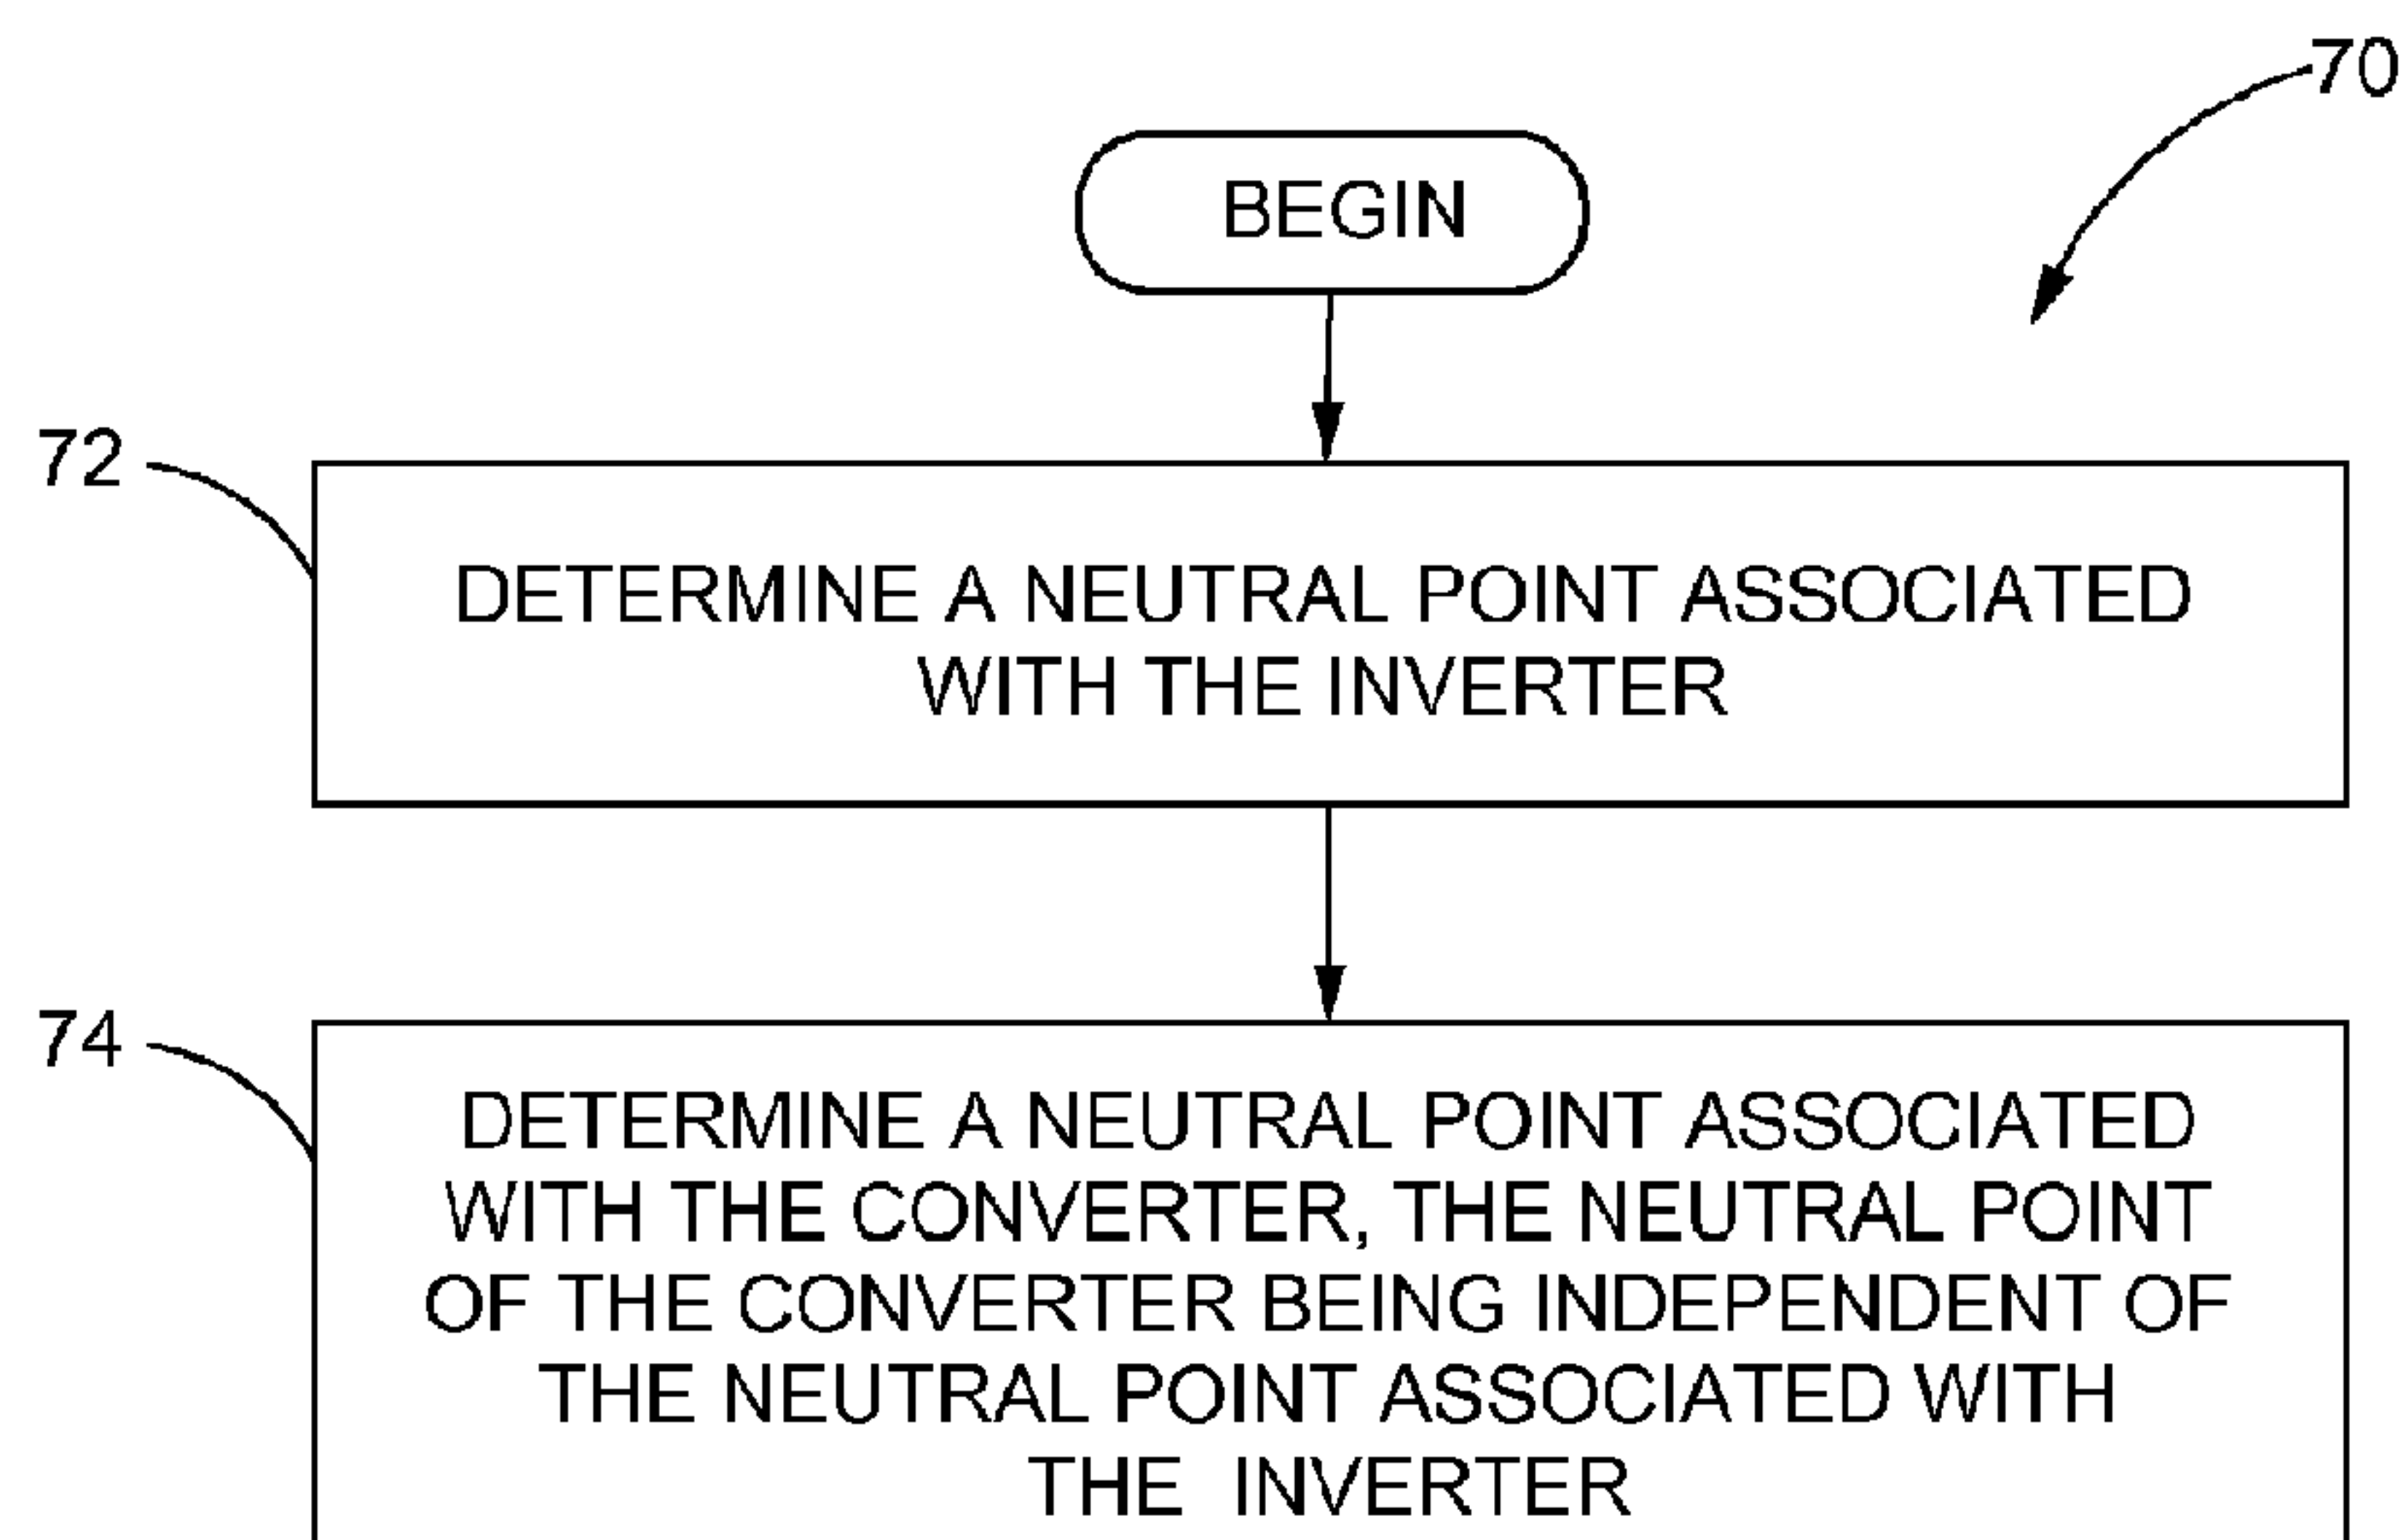 70
BEGIN
72
DETERMINE A NEUTRAL POINT ASSOCIATED
WITH THE INVERTER
74
DETERMINE A NEUTRAL POINT ASSOCIATED
WITH THE CONVERTER, THE NEUTRAL POINT
OF THE CONVERTER BEING INDEPENDENT OF
THE NEUTRAL POINT ASSOCIATED WITH
THE INVERTER